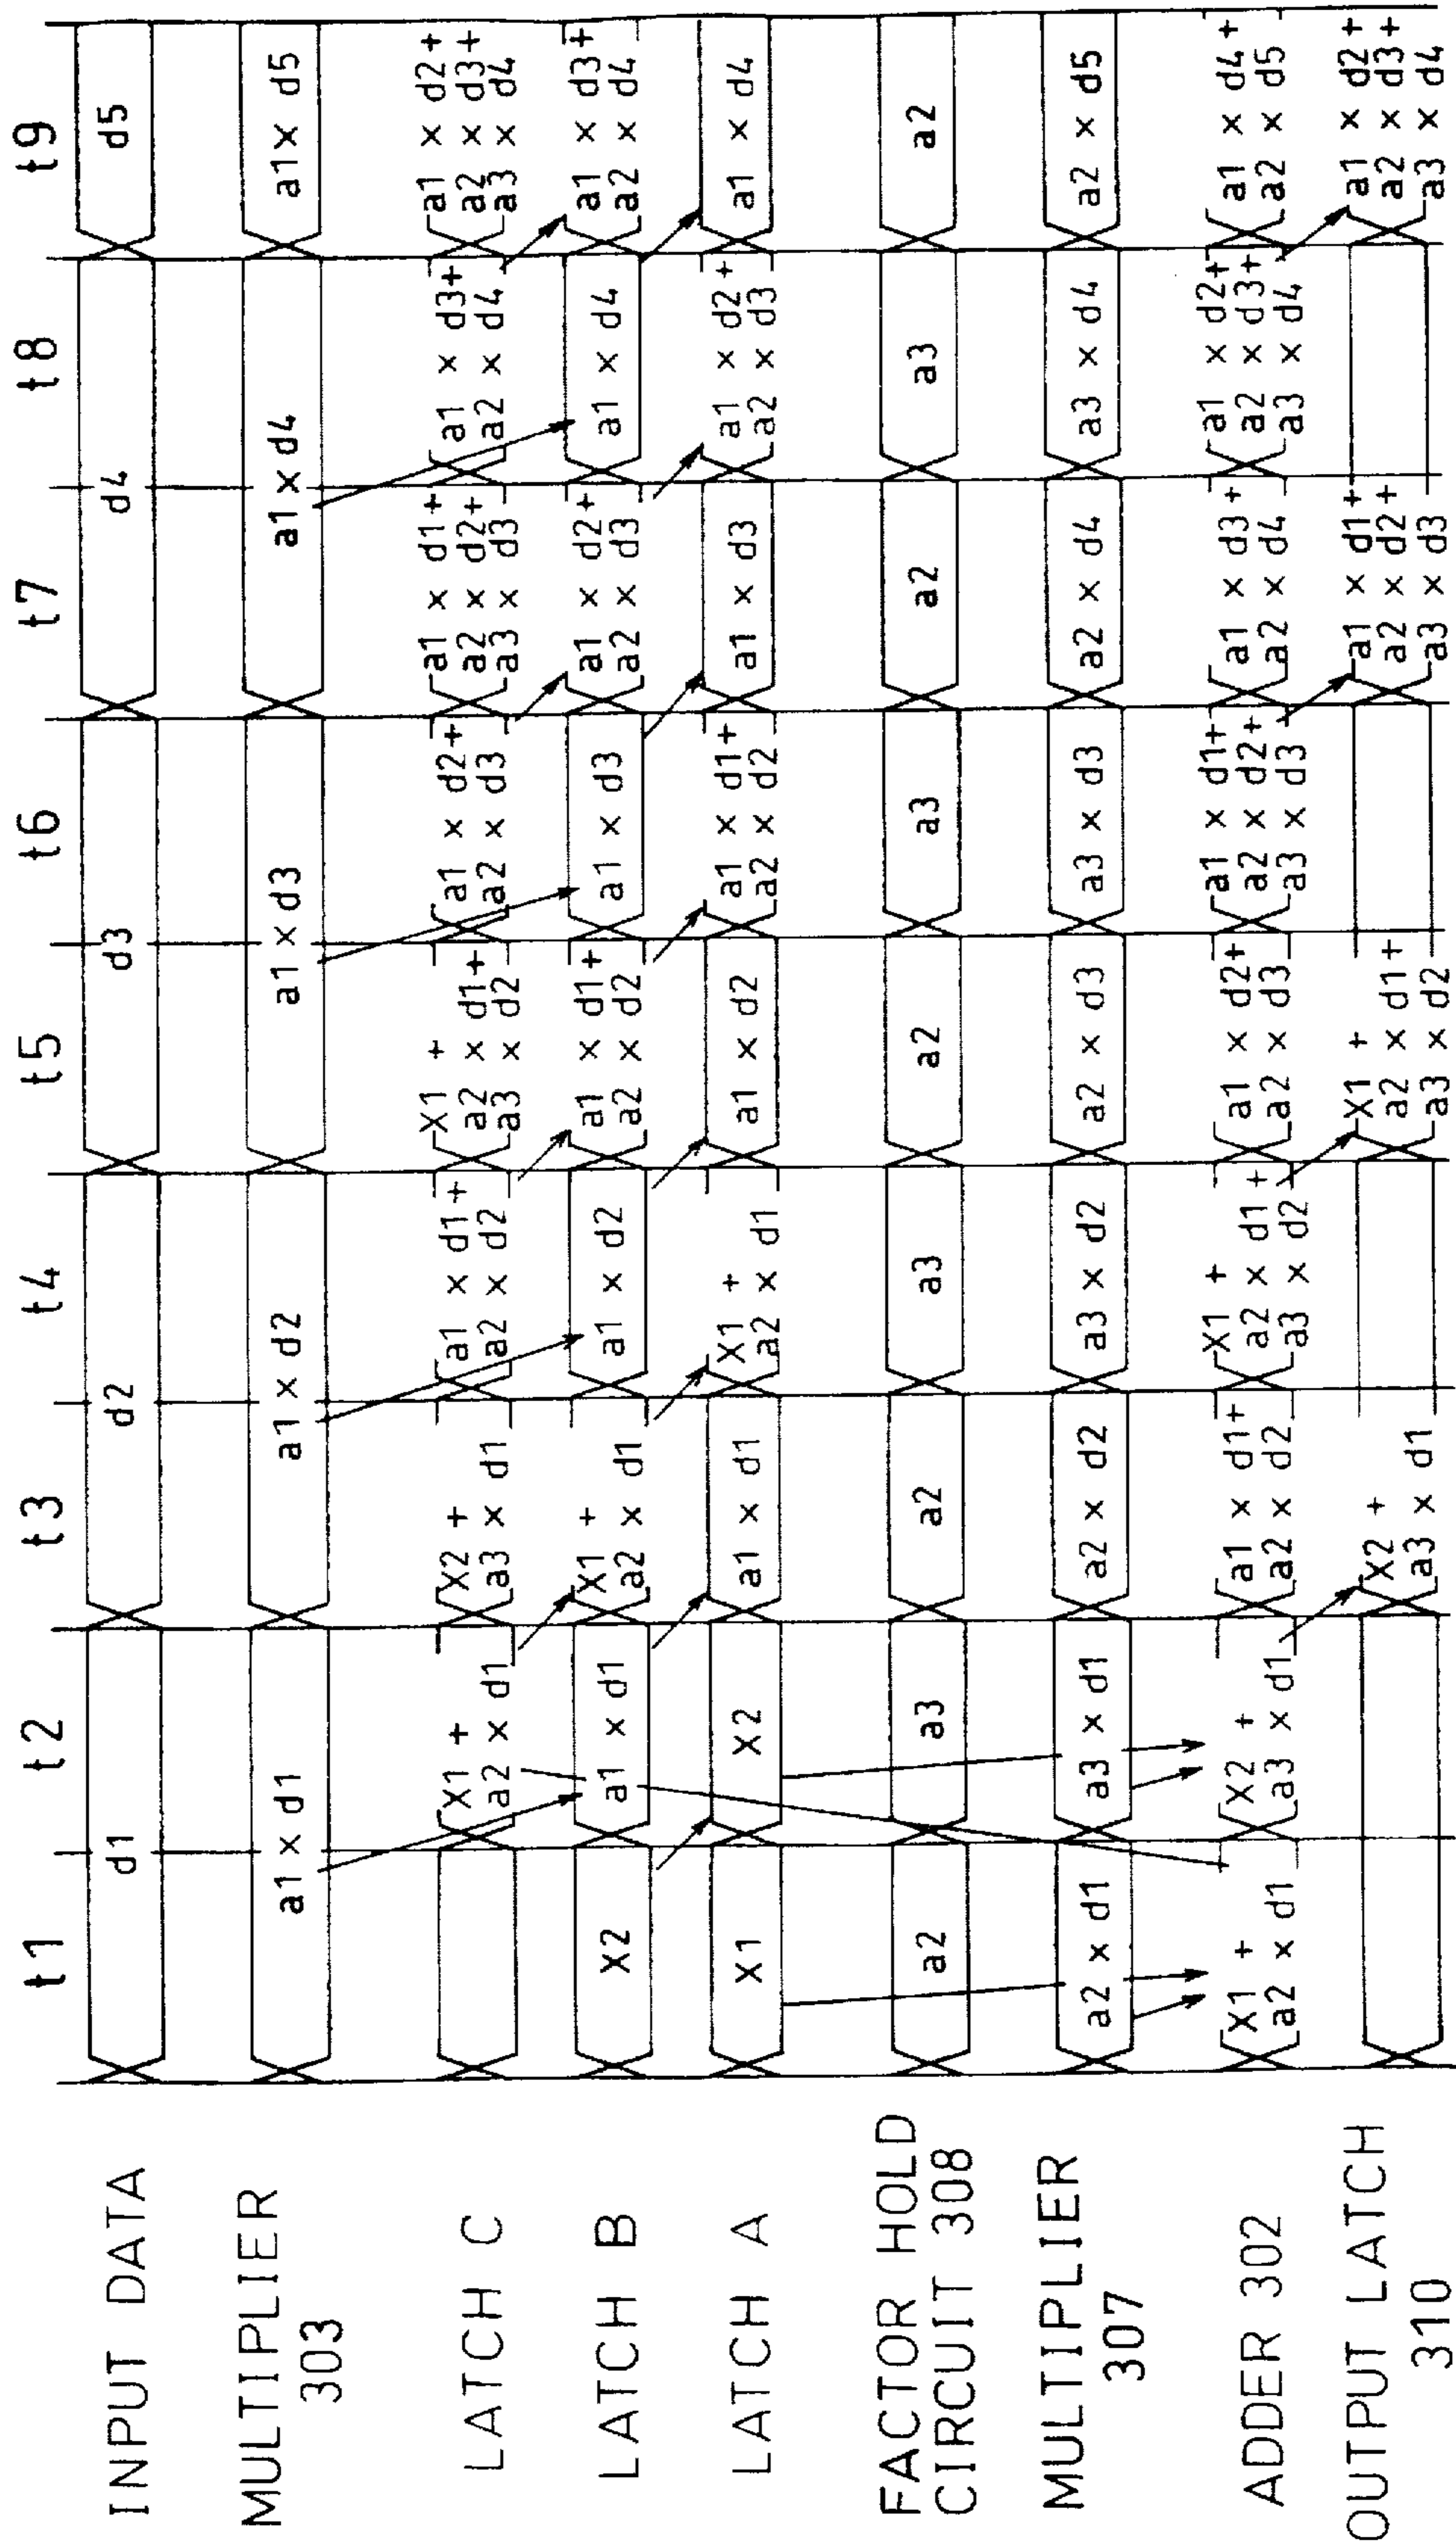 t1 t2 t3 t4 t5 t6 t7 t8 t9
INPUT DATA
d1 d2 d3 d4 d5
MULTIPLIER
303
a1 × d1 a1 × d2 a1 × d3 a1 × d4 a1 × d5
LATCH C
X1 +
a2 × d1
X2 +
a3 × d1
a1 × d1 +
a2 × d2
X1 +
a2 × d1 +
a3 × d2
a1 × d2 +
a2 × d3
a1 × d1 +
a2 × d2 +
a3 × d3
a1 × d3 +
a2 × d4
a1 × d2 +
a2 × d3 +
a3 × d4
LATCH B
X2
a1 × d1
X1 +
a2 × d1
a1 × d2
a1 × d1 +
a2 × d2
a1 × d3
a1 × d2 +
a2 × d3
a1 × d4
a1 × d3 +
a2 × d4
LATCH A
X1
X2
a1 × d1
X1 +
a2 × d1
a1 × d2
a1 × d1 +
a2 × d2
a1 × d3
a1 × d2 +
a2 × d3
a1 × d4
FACTOR HOLD
CIRCUIT 308
a2 a3 a2 a3 a2 a3 a2 a3 a2
MULTIPLIER
307
a2 × d1 a3 × d1 a2 × d2 a3 × d2 a2 × d3 a3 × d3 a2 × d4 a3 × d4 a2 × d5
ADDER 302
X1 +
a2 × d1
X2 +
a3 × d1
a1 × d1 +
a2 × d2
X1 +
a2 × d1 +
a3 × d2
a1 × d2 +
a2 × d3
a1 × d1 +
a2 × d2 +
a3 × d3
a1 × d3 +
a2 × d4
a1 × d2 +
a2 × d3 +
a3 × d4
a1 × d4 +
a2 × d5
OUTPUT LATCH
310
X2 +
a3 × d1
X1 +
a2 × d1 +
a3 × d2
a1 × d1 +
a2 × d2 +
a3 × d3
a1 × d2 +
a2 × d3 +
a3 × d4